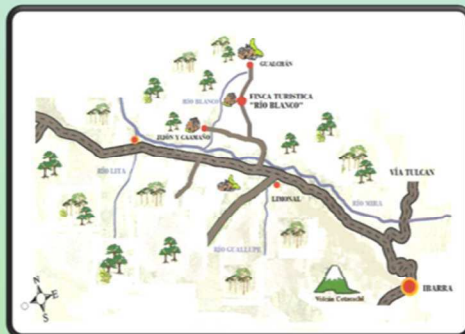 GUALCHÁN
FINCA TURISTICA
"RÍO BLANCO"
RÍO BLANCO
JIJÓN Y CAAMAÑO
VÍA TULCAN
RÍO LITA
LIMONAL
RÍO MIRA
RÍO GUALLUPE
IBARRA
Volcán Cotacachi
N
E
S
O